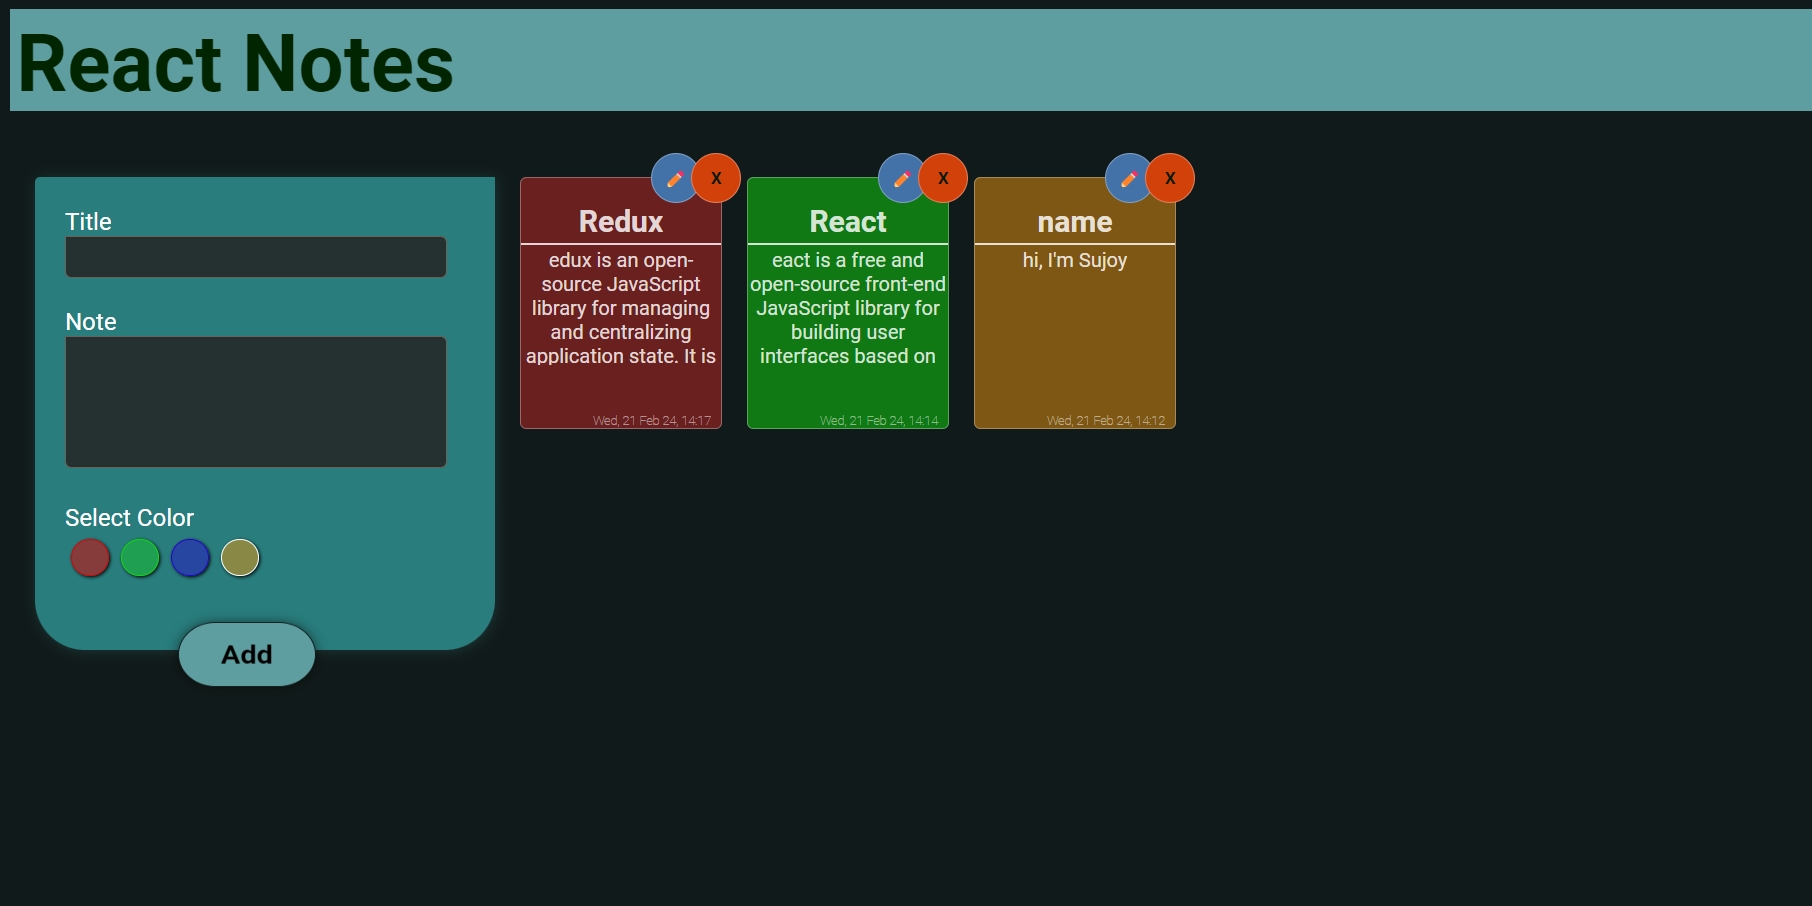 React Notes
Title
Note
Select Color
Add
X
Redux
edux is an open-
source JavaScript
library for managing
and centralizing
application state. It is
Wed, 21 Feb 24, 14:17
X
React
eact is a free and
open-source front-end
JavaScript library for
building user
interfaces based on
Wed, 21 Feb 24, 14:14
X
name
hi, I'm Sujoy
Wed, 21 Feb 24, 14:12